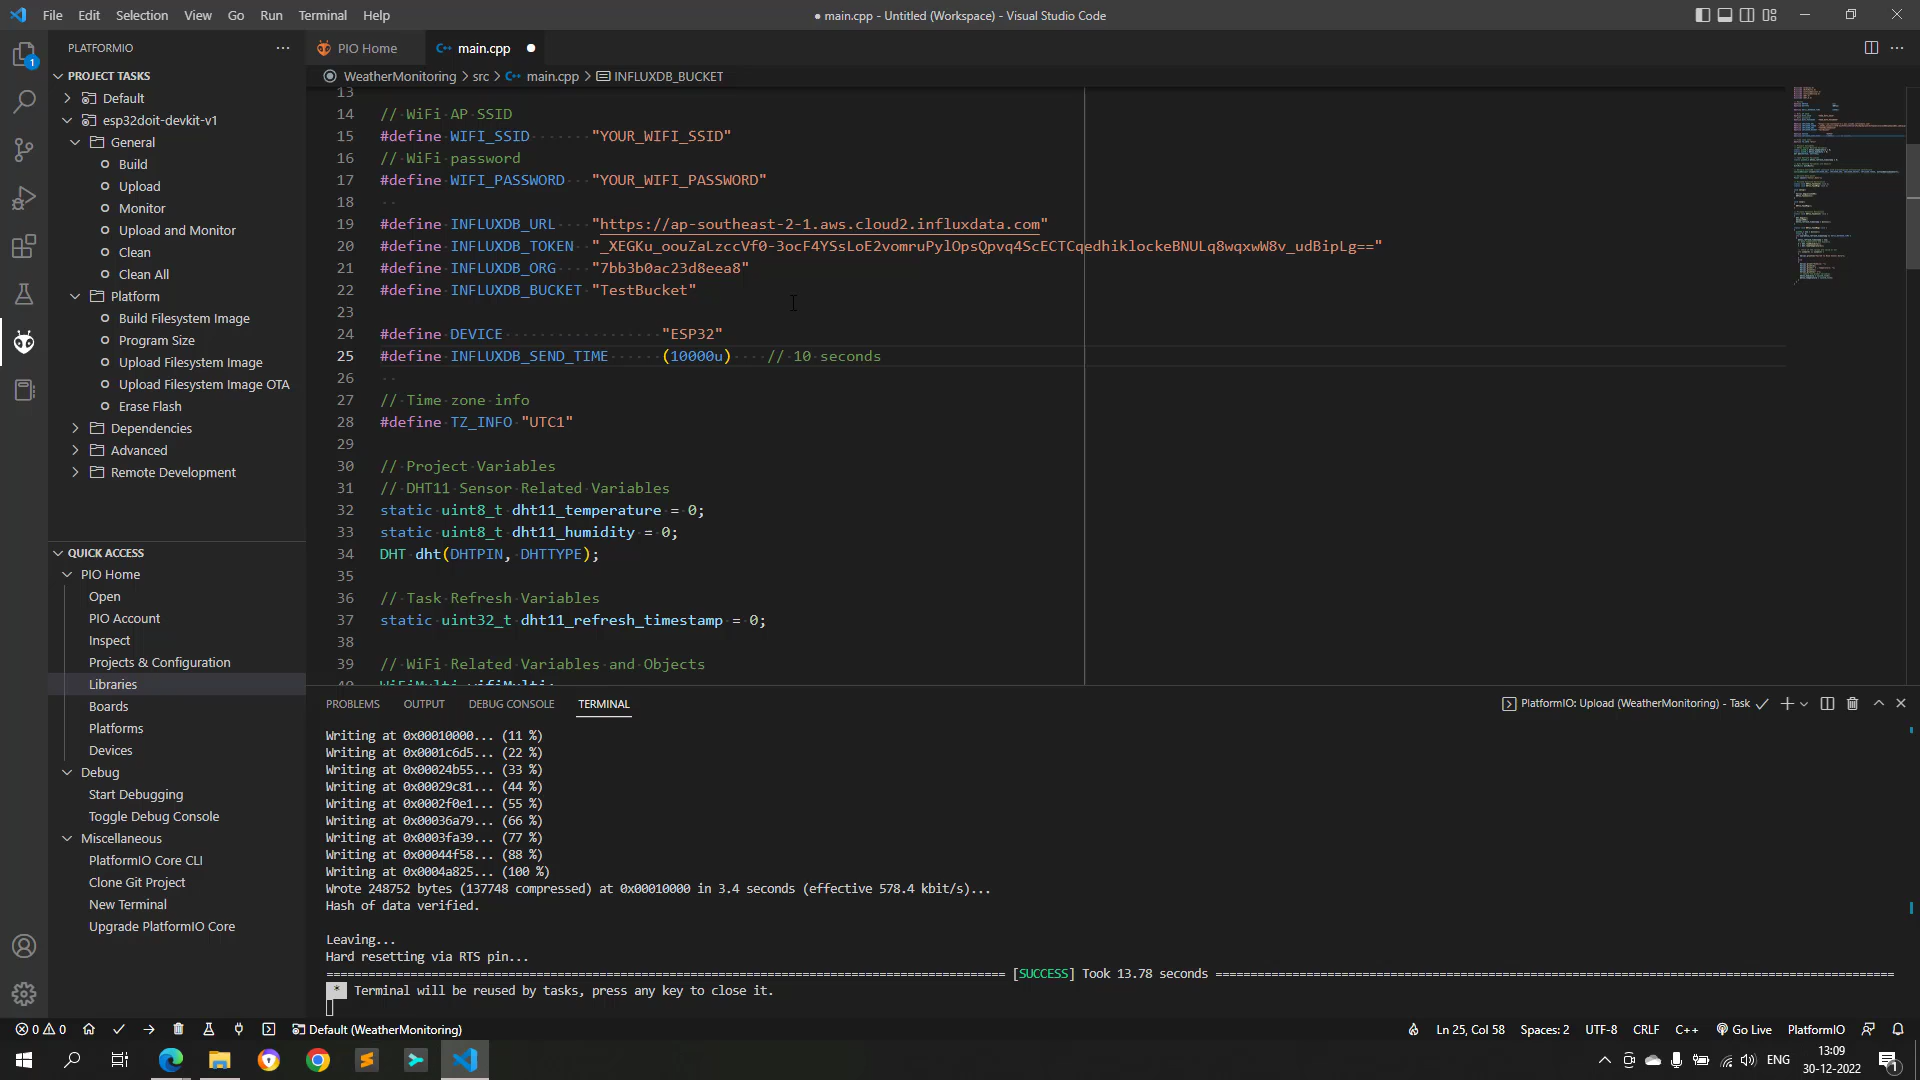 File Edit Selection View Go Run Terminal Help
● main.cpp - Untitled (Workspace) - Visual Studio Code
1
PLATFORMIO
PROJECT TASKS
Default
esp32doit-devkit-v1
General
Build
Upload
Monitor
Upload and Monitor
Clean
Clean All
Platform
Build Filesystem Image
Program Size
Upload Filesystem Image
Upload Filesystem Image OTA
Erase Flash
Dependencies
Advanced
Remote Development
QUICK ACCESS
PIO Home
Open
PIO Account
Inspect
Projects & Configuration
Libraries
Boards
Platforms
Devices
Debug
Start Debugging
Toggle Debug Console
Miscellaneous
PlatformIO Core CLI
Clone Git Project
New Terminal
Upgrade PlatformIO Core
PIO Home
main.cpp
WeatherMonitoring > src > main.cpp > INFLUXDB_BUCKET
13
14 // WiFi AP SSID
15 #define WIFI_SSID "YOUR_WIFI_SSID"
16 // WiFi password
17 #define WIFI_PASSWORD "YOUR_WIFI_PASSWORD"
18
19 #define INFLUXDB_URL "https://ap-southeast-2-1.aws.cloud2.influxdata.com"
20 #define INFLUXDB_TOKEN "_XEGKu_oouZaLzccVf0-3ocF4YSsLoE2vomruPylOpsQpvq4ScECTCqedhiklockeBNULq8wqxwW8v_udBipLg=="
21 #define INFLUXDB_ORG "7bb3b0ac23d8eea8"
22 #define INFLUXDB_BUCKET "TestBucket"
23
24 #define DEVICE "ESP32"
25 #define INFLUXDB_SEND_TIME (10000u) // 10 seconds
26
27 // Time zone info
28 #define TZ_INFO "UTC1"
29
30 // Project Variables
31 // DHT11 Sensor Related Variables
32 static uint8_t dht11_temperature = 0;
33 static uint8_t dht11_humidity = 0;
34 DHT dht(DHTPIN, DHTTYPE);
35
36 // Task Refresh Variables
37 static uint32_t dht11_refresh_timestamp = 0;
38
39 // WiFi Related Variables and Objects
40 WiFiMulti wifiMulti;
PROBLEMS OUTPUT DEBUG CONSOLE TERMINAL
PlatformIO: Upload (WeatherMonitoring) - Task
Writing at 0x00010000... (11 %)
Writing at 0x0001c6d5... (22 %)
Writing at 0x00024b55... (33 %)
Writing at 0x00029c81... (44 %)
Writing at 0x0002f0e1... (55 %)
Writing at 0x00036a79... (66 %)
Writing at 0x0003fa39... (77 %)
Writing at 0x00044f58... (88 %)
Writing at 0x0004a825... (100 %)
Wrote 248752 bytes (137748 compressed) at 0x00010000 in 3.4 seconds (effective 578.4 kbit/s)...
Hash of data verified.
Leaving...
Hard resetting via RTS pin...
[SUCCESS] Took 13.78 seconds
* Terminal will be reused by tasks, press any key to close it.
0 0 Default (WeatherMonitoring)
Ln 25, Col 58 Spaces: 2 UTF-8 CRLF C++ Go Live PlatformIO
ENG
13:09
30-12-2022
1